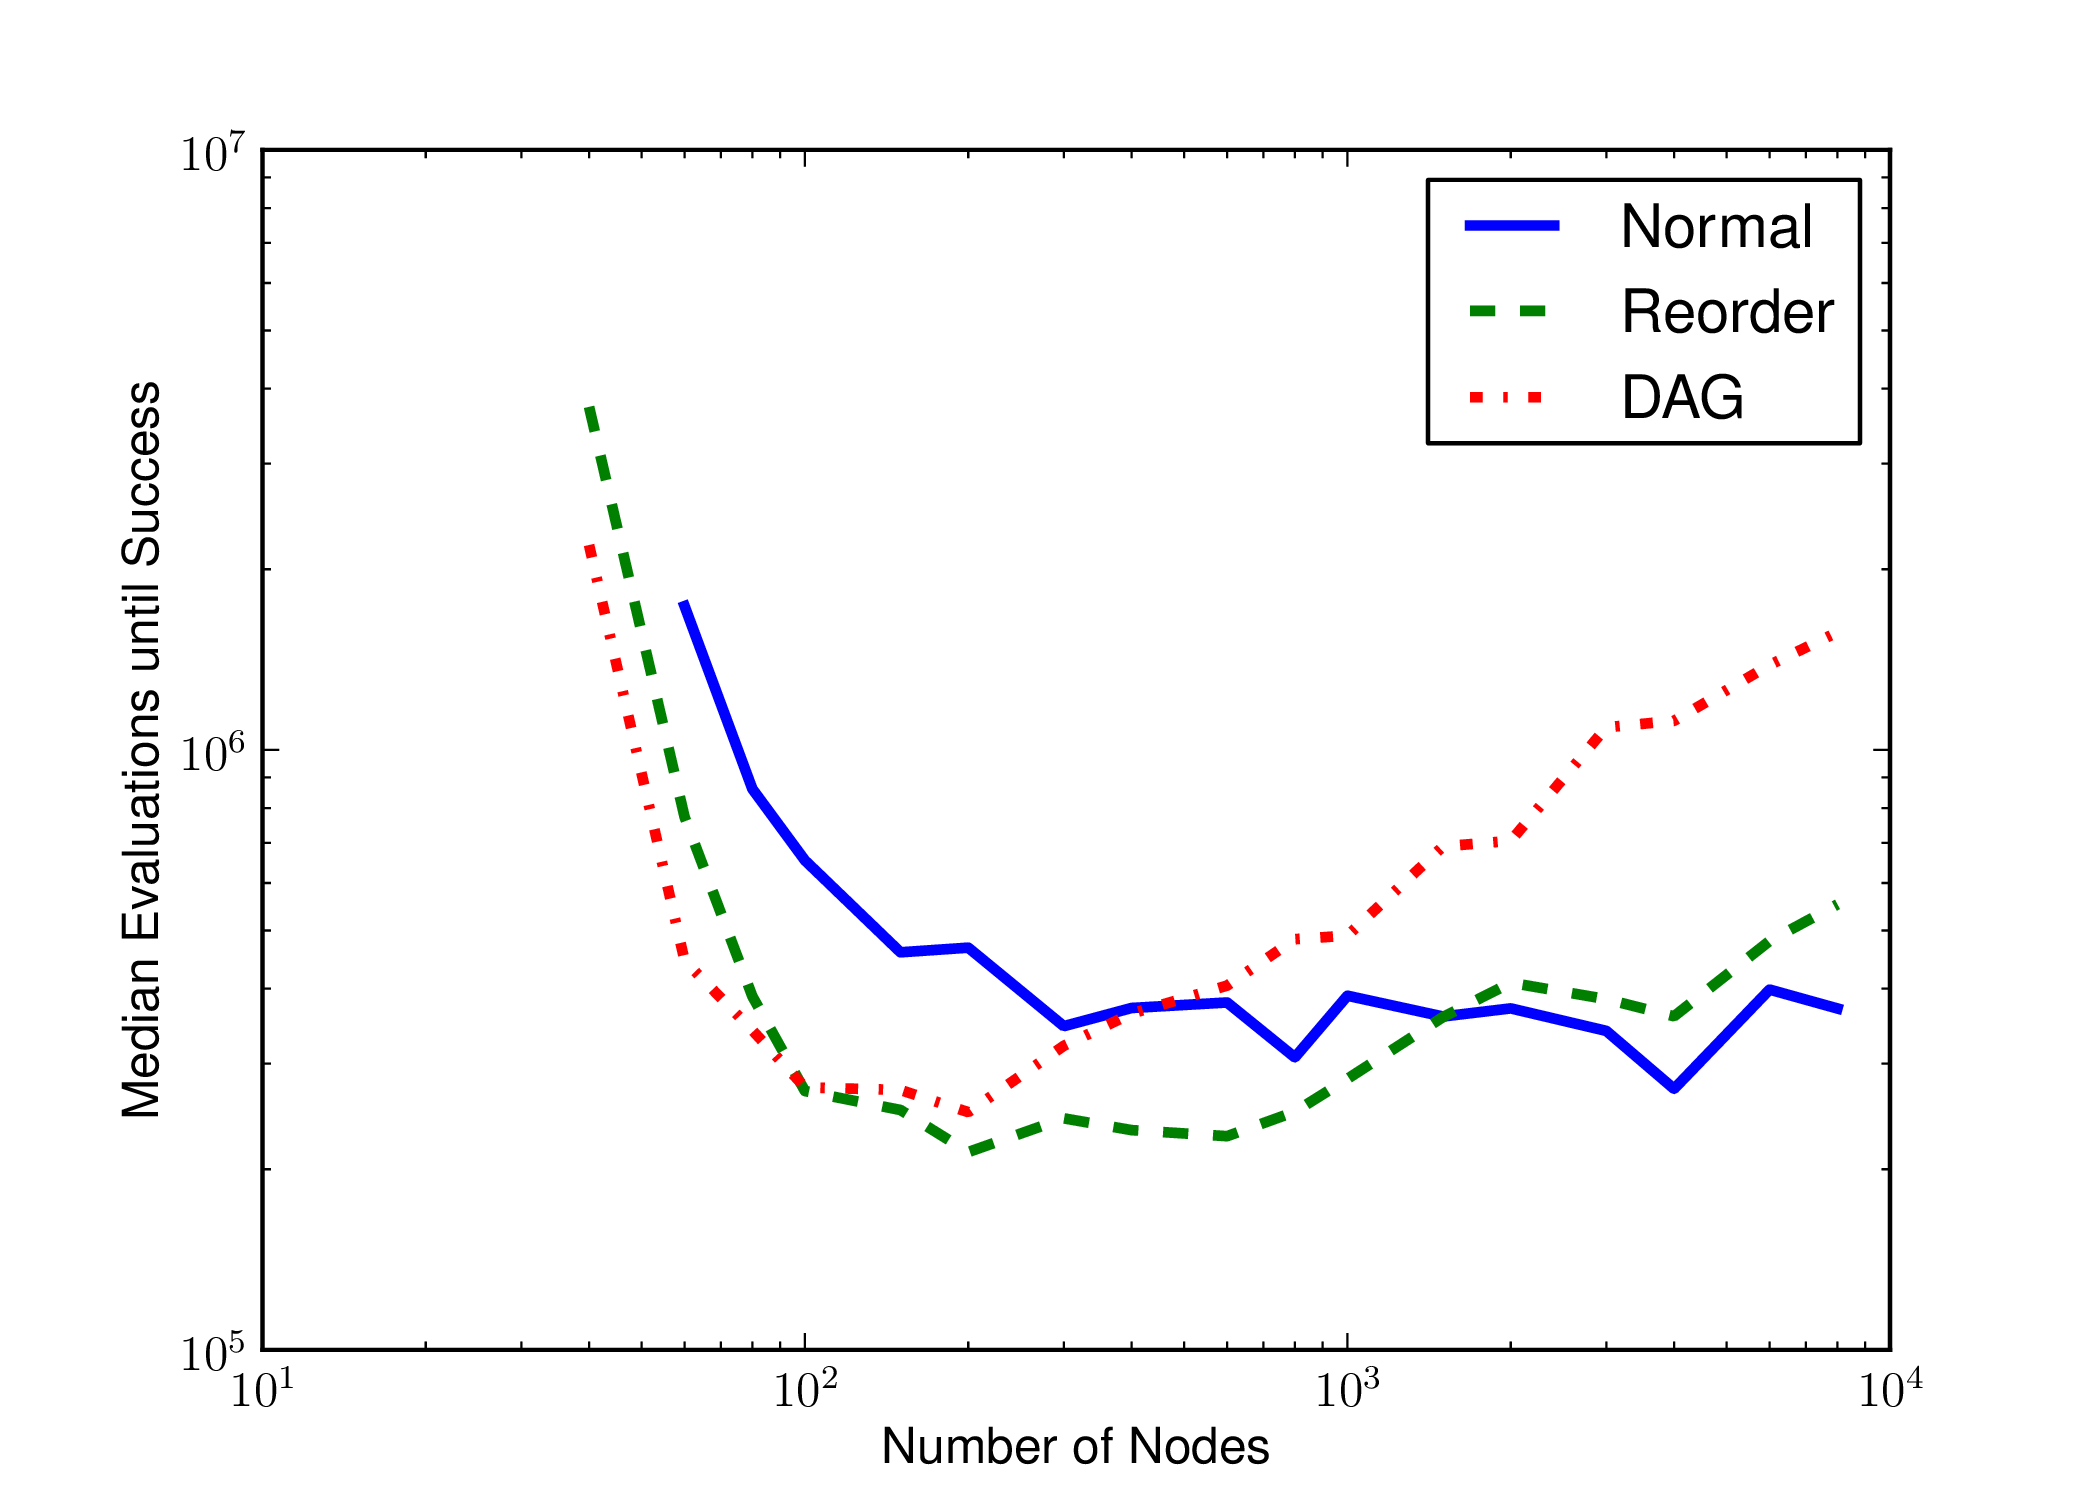 10^7
10^6
10^5
10^1
10^2
10^3
10^4
Median Evaluations until Success
Number of Nodes
Normal
Reorder
DAG